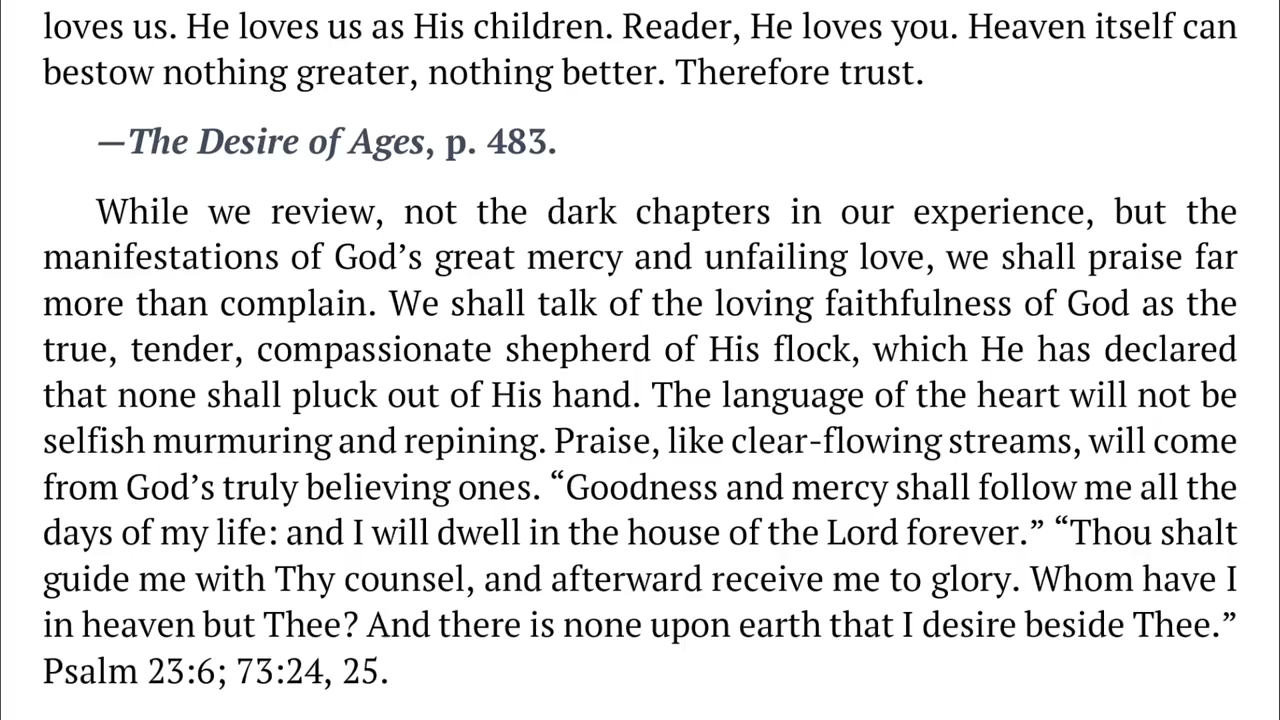 loves us. He loves us as His children. Reader, He loves you. Heaven itself can
bestow nothing greater, nothing better. Therefore trust.
—The Desire of Ages, p. 483.
While we review, not the dark chapters in our experience, but the
manifestations of God’s great mercy and unfailing love, we shall praise far
more than complain. We shall talk of the loving faithfulness of God as the
true, tender, compassionate shepherd of His flock, which He has declared
that none shall pluck out of His hand. The language of the heart will not be
selfish murmuring and repining. Praise, like clear-flowing streams, will come
from God’s truly believing ones. “Goodness and mercy shall follow me all the
days of my life: and I will dwell in the house of the Lord forever.” “Thou shalt
guide me with Thy counsel, and afterward receive me to glory. Whom have I
in heaven but Thee? And there is none upon earth that I desire beside Thee.”
Psalm 23:6; 73:24, 25.